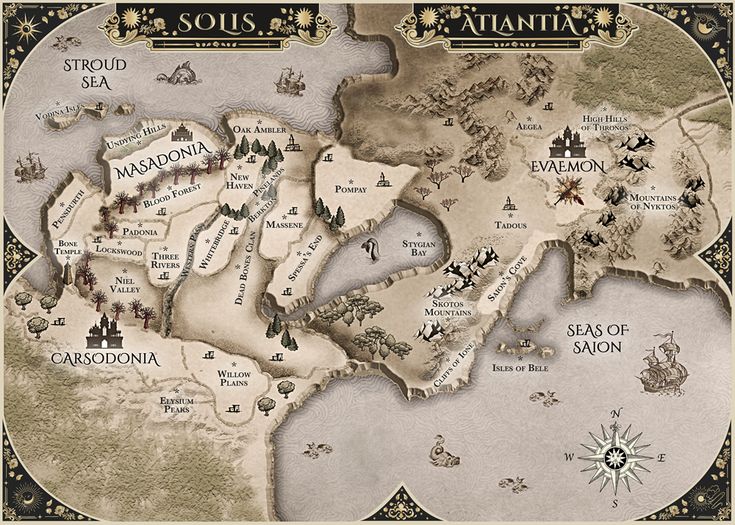 SOLIS
ATLANTIA
STROUD
SEA
VODINA ISLES
UNDYING HILLS
MASADONIA
OAK AMBLER
BLOOD FOREST
NEW
HAVEN
PINELANDS
PENSDURTH
PADONIA
LOCKSWOOD
THREE
RIVERS
WESTERN PASS
WHITEBRIDGE
BERNTON
MASSENE
POMPAY
BONE
TEMPLE
NIEL
VALLEY
DEAD BONES CLAN
SPESSA'S END
CARSODONIA
WILLOW
PLAINS
ELYSIUM
PEAKS
AEGEA
HIGH HILLS
OF THRONOS
EVAEMON
MOUNTAINS
OF NYKTOS
TADOUS
STYGIAN
BAY
SAION'S COVE
SKOTOS
MOUNTAINS
CLIFFS OF IONE
ISLES OF BELE
SEAS OF
SAION
N
W
E
S